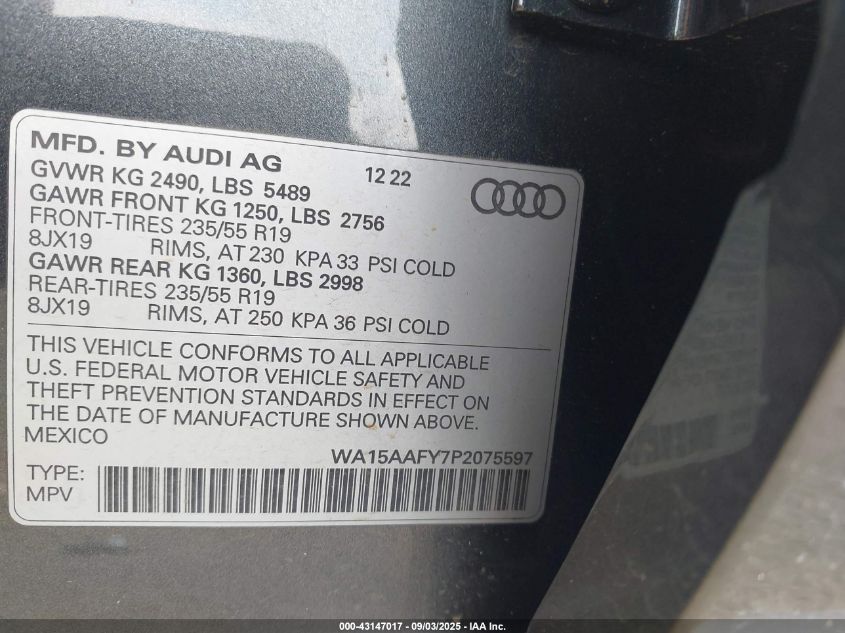 MFD. BY AUDI AG 12 22
GVWR KG 2490, LBS 5489
GAWR FRONT KG 1250, LBS 2756
FRONT-TIRES 235/55 R19
8JX19 RIMS, AT 230 KPA 33 PSI COLD
GAWR REAR KG 1360, LBS 2998
REAR-TIRES 235/55 R19
8JX19 RIMS, AT 250 KPA 36 PSI COLD
THIS VEHICLE CONFORMS TO ALL APPLICABLE
U.S. FEDERAL MOTOR VEHICLE SAFETY AND
THEFT PREVENTION STANDARDS IN EFFECT ON
THE DATE OF MANUFACTURE SHOWN ABOVE.
MEXICO
WA15AAFY7P2075597
TYPE:
MPV
000-43147017 - 09/03/2025 - IAA Inc.